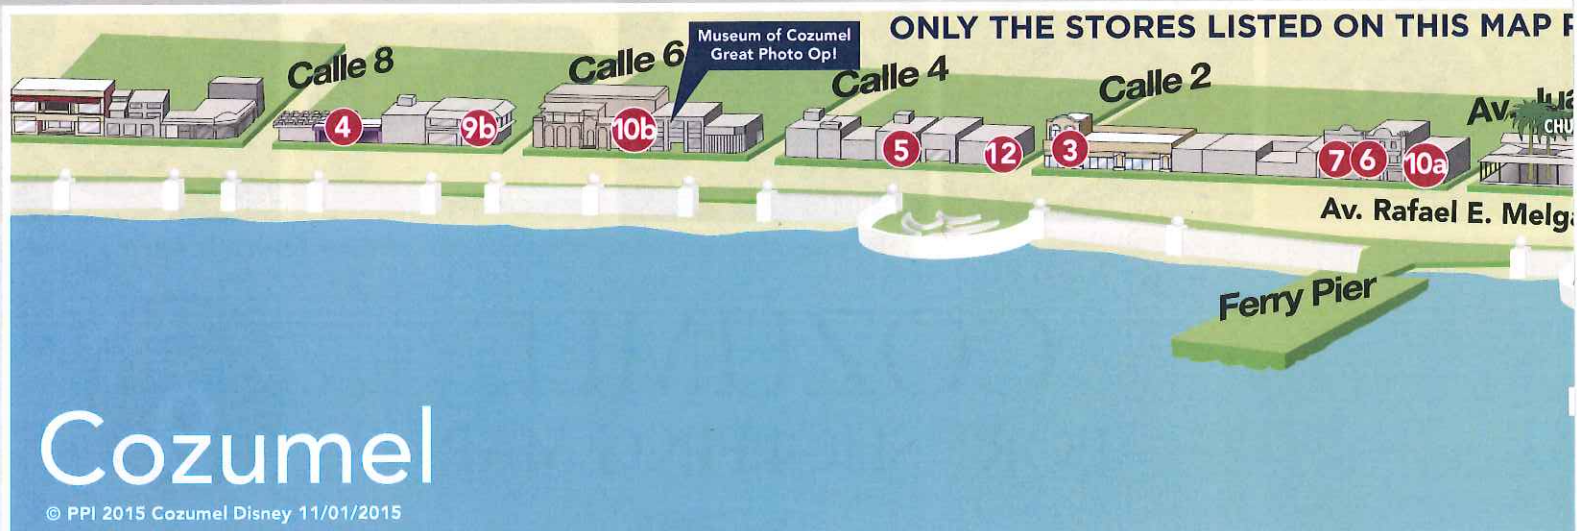 ONLY THE STORES LISTED ON THIS MAP
Museum of Cozumel
Great Photo Op!
Calle 8
Calle 6
Calle 4
Calle 2
Av.
4
9b
10b
5
12
3
7
6
10a
Av. Rafael E.
Ferry Pier
Cozumel
© PPI 2015 Cozumel Disney 11/01/2015